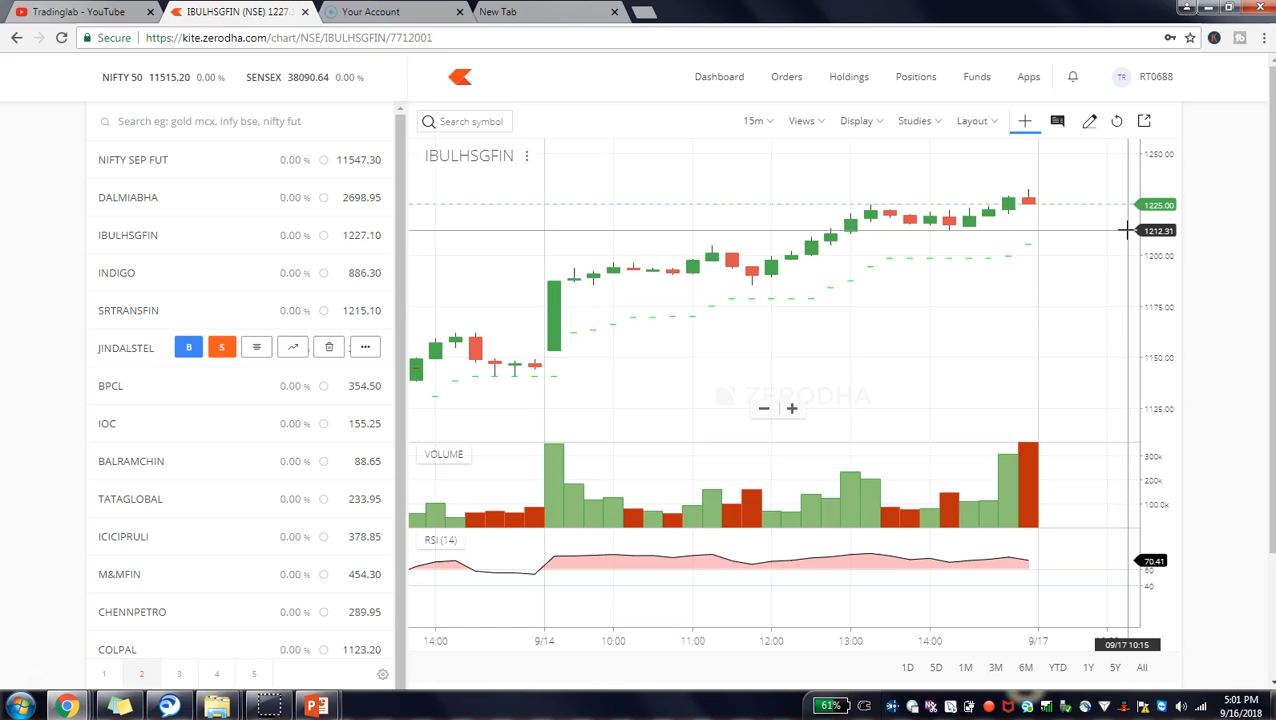 Tradinglab - YouTube
IBULHSGFIN (NSE) 1227.1
Your Account
New Tab
Secure
https://kite.zerodha.com/chart/NSE/IBULHSGFIN/7712001
NIFTY 50 11515.20 0.00 %
SENSEX 38090.64 0.00 %
Dashboard
Orders
Holdings
Positions
Funds
Apps
TR
RT0688
Search eg: gold mcx, infy bse, nifty fut
NIFTY SEP FUT 0.00 % 11547.30
DALMIABHA 0.00 % 2698.95
IBULHSGFIN 0.00 % 1227.10
INDIGO 0.00 % 886.30
SRTRANSFIN 0.00 % 1215.10
JINDALSTEL B S
BPCL 0.00 % 354.50
IOC 0.00 % 155.25
BALRAMCHIN 0.00 % 88.65
TATAGLOBAL 0.00 % 233.95
ICICIPRULI 0.00 % 378.85
M&MFIN 0.00 % 454.30
CHENNPETRO 0.00 % 289.95
COLPAL 0.00 % 1123.20
1 2 3 4 5
Search symbol
15m
Views
Display
Studies
Layout
IBULHSGFIN
1250.00
1225.00
1212.31
1200.00
1175.00
1150.00
1125.00
ZERODHA
VOLUME
300k
200k
100.0k
RSI (14)
70.41
60
40
14:00 9/14 10:00 11:00 12:00 13:00 14:00 9/17
09/17 10:15
1D 5D 1M 3M 6M YTD 1Y 5Y All
61%
5:01 PM
9/16/2018